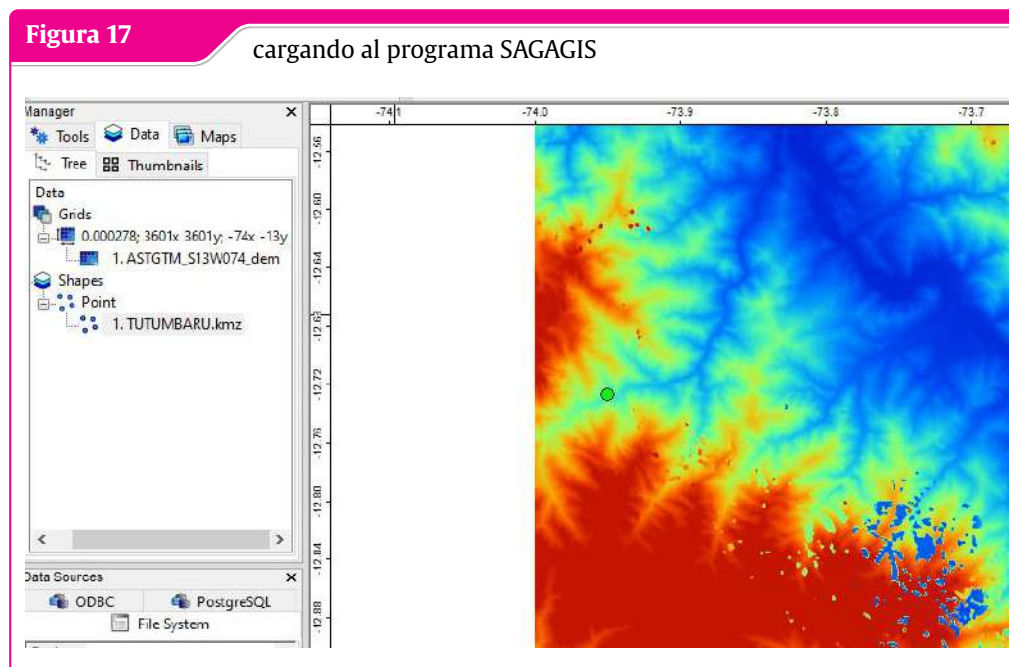 Figura 17
cargando al programa SAGAGIS
Manager
Tools
Data
Maps
Tree
Thumbnails
Data
Grids
0.000278; 3601x 3601y; -74x -13y
1. ASTGTM_S13W074_dem
Shapes
Point
1. TUTUMBARU.kmz
Data Sources
ODBC
PostgreSQL
File System
-74.1
-74.0
-73.9
-73.8
-73.7
-12.56
-12.60
-12.64
-12.68
-12.72
-12.76
-12.80
-12.84
-12.88